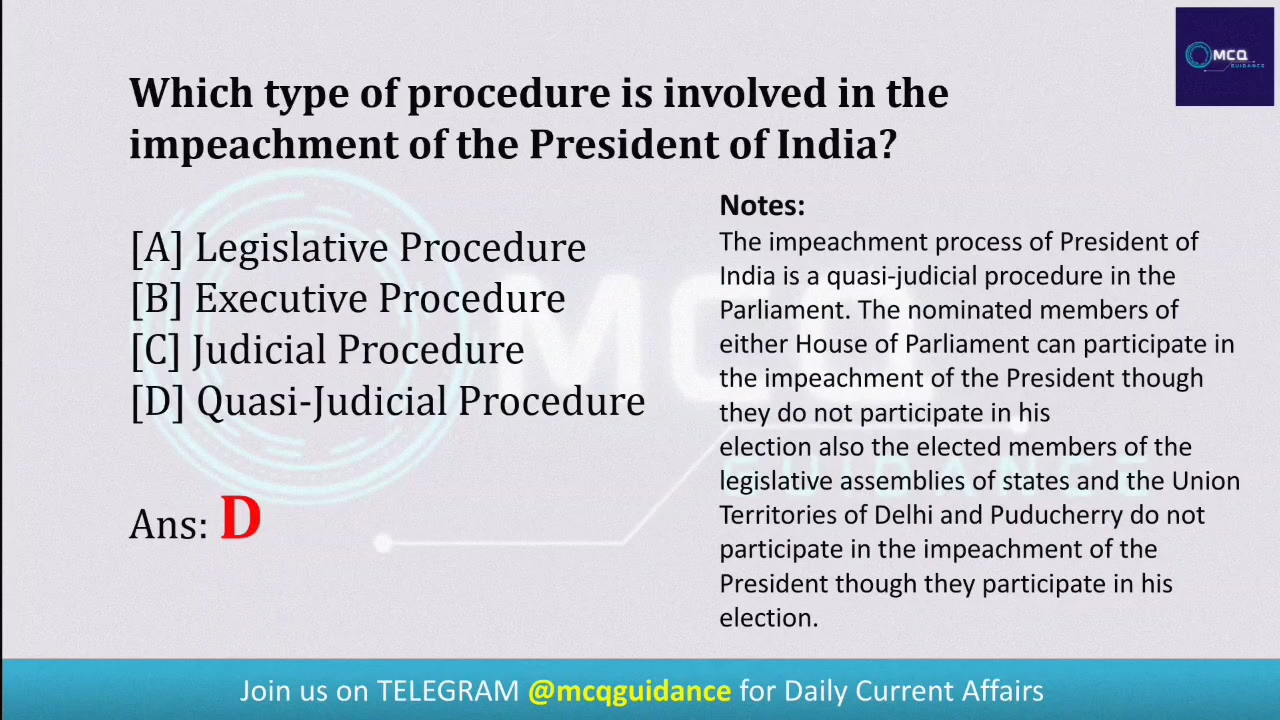 MCQ
GUIDANCE
Which type of procedure is involved in the
impeachment of the President of India?
[A] Legislative Procedure
[B] Executive Procedure
[C] Judicial Procedure
[D] Quasi-Judicial Procedure
Ans: D
Notes:
The impeachment process of President of
India is a quasi-judicial procedure in the
Parliament. The nominated members of
either House of Parliament can participate in
the impeachment of the President though
they do not participate in his
election also the elected members of the
legislative assemblies of states and the Union
Territories of Delhi and Puducherry do not
participate in the impeachment of the
President though they participate in his
election.
MCQ
GUIDANCE
Join us on TELEGRAM @mcqguidance for Daily Current Affairs